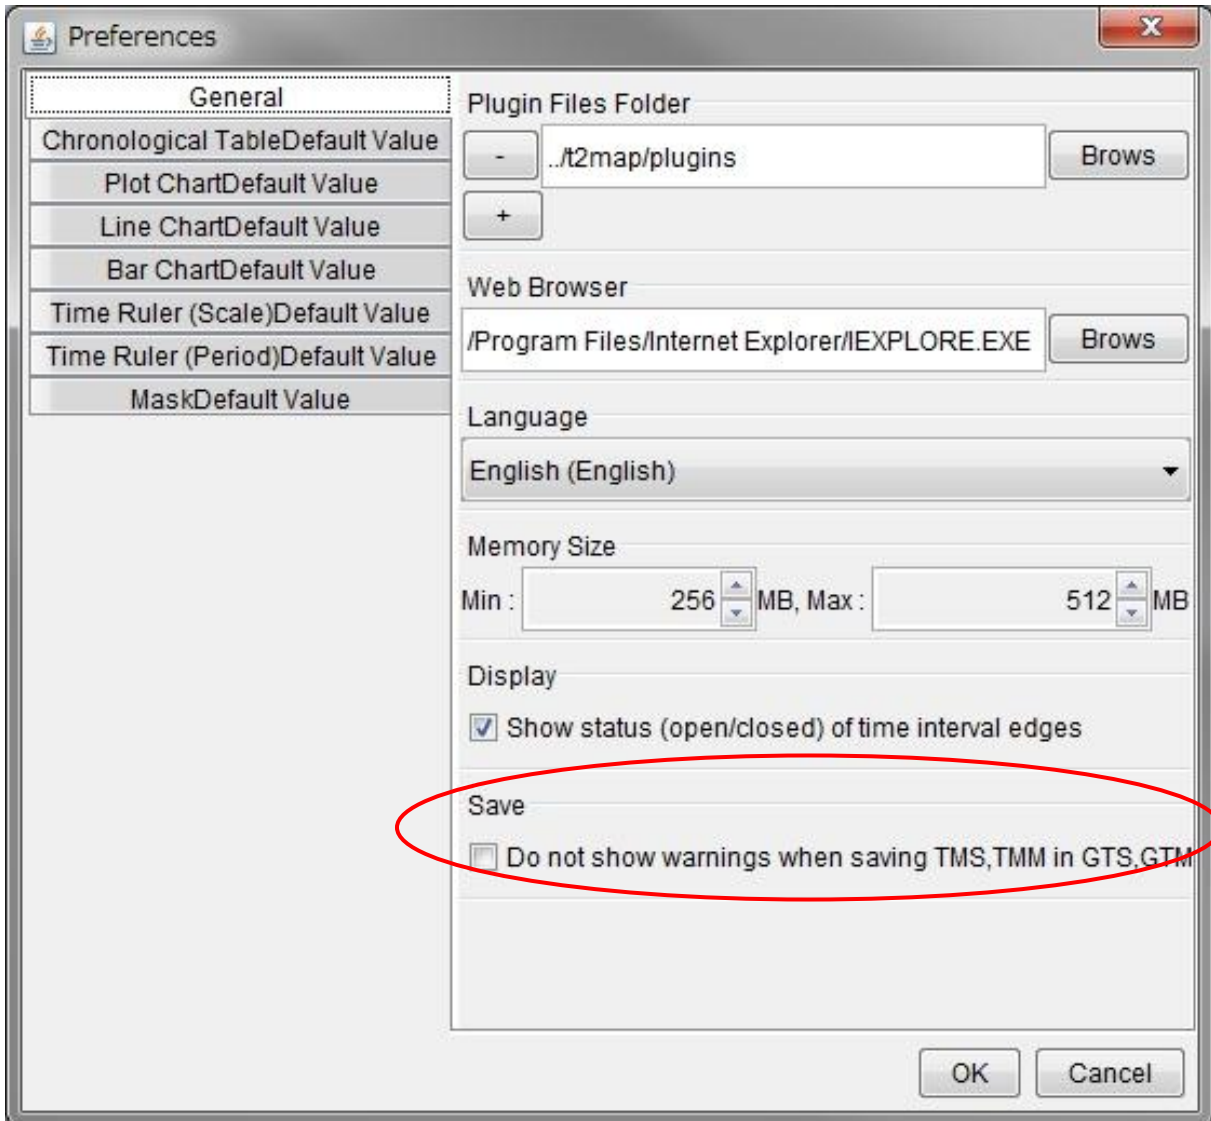 Preferences
General
Chronological TableDefault Value
Plot ChartDefault Value
Line ChartDefault Value
Bar ChartDefault Value
Time Ruler (Scale)Default Value
Time Ruler (Period)Default Value
MaskDefault Value
Plugin Files Folder
- ../t2map/plugins Brows
+
Web Browser
/Program Files/Internet Explorer/IEXPLORE.EXE Brows
Language
English (English)
Memory Size
Min : 256 MB, Max : 512 MB
Display
Show status (open/closed) of time interval edges
Save
Do not show warnings when saving TMS,TMM in GTS,GTM
OK Cancel